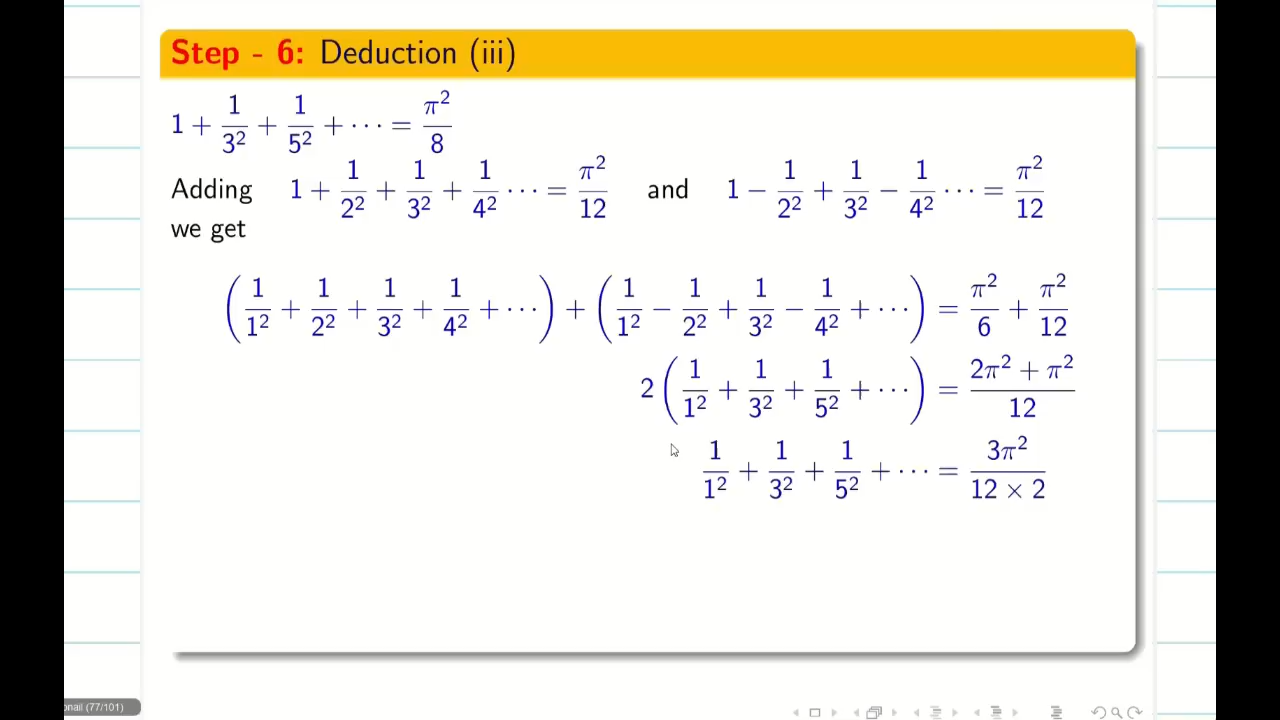 Step - 6: Deduction (iii)
1 + 1/3² + 1/5² + ··· = π²/8
Adding 1 + 1/2² + 1/3² + 1/4² ··· = π²/12 and 1 − 1/2² + 1/3² − 1/4² ··· = π²/12
we get
(1/1² + 1/2² + 1/3² + 1/4² + ···) + (1/1² − 1/2² + 1/3² − 1/4² + ···) = π²/6 + π²/12
2 (1/1² + 1/3² + 1/5² + ···) = (2π² + π²)/12
1/1² + 1/3² + 1/5² + ··· = 3π²/(12 × 2)
nail (77/101)